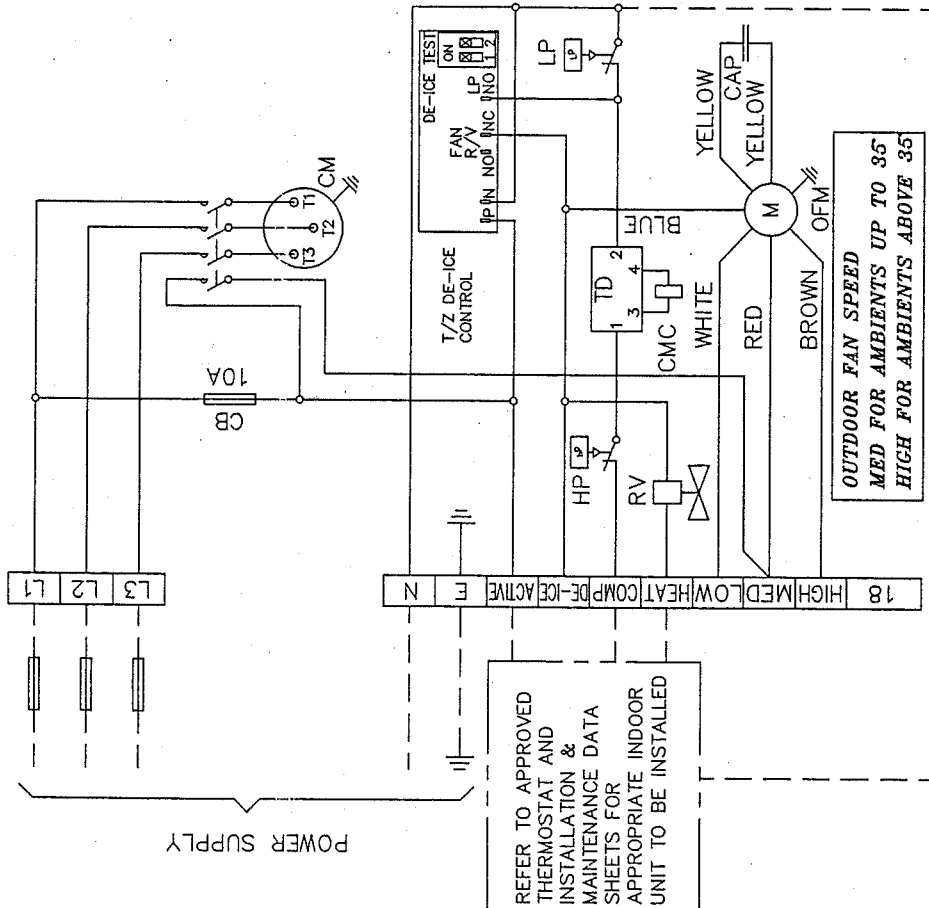 POWER SUPPLY
L1
L2
L3
CB
10A
CM
T1
T2
T3
DE-ICE TEST
ON
1 2
T/Z DE-ICE
CONTROL
P
N
NO
FAN
R/V
NC
LP
NO
LP
LP
N
E
ACTIVE
DE-ICE
COMP
HEAT
LOW
MED
HIGH
18
HP
RV
TD
1
2
3
4
CMC
BLUE
WHITE
RED
BROWN
YELLOW
CAP
YELLOW
M
OFM
REFER TO APPROVED
THERMOSTAT AND
INSTALLATION &
MAINTENANCE DATA
SHEETS FOR
APPROPRIATE INDOOR
UNIT TO BE INSTALLED
OUTDOOR FAN SPEED
MED FOR AMBIENTS UP TO 35°
HIGH FOR AMBIENTS ABOVE 35°